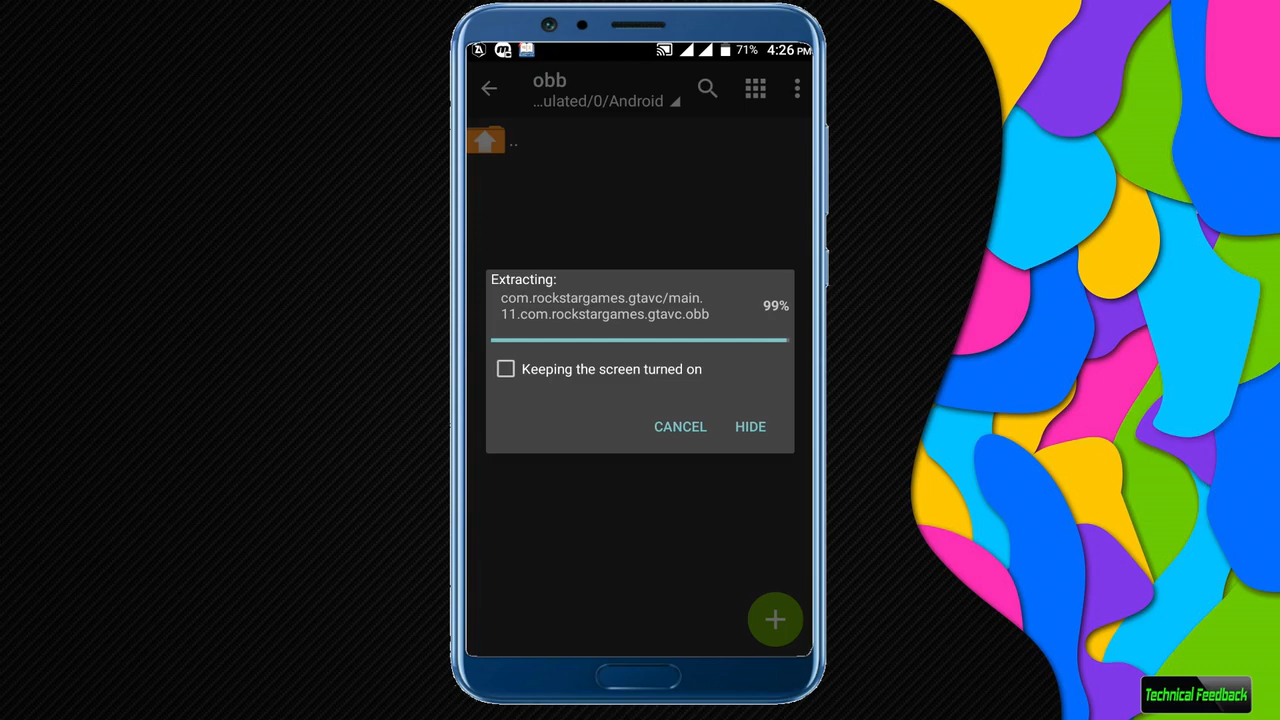 71% 4:26 PM
obb
...ulated/0/Android
..
Extracting:
com.rockstargames.gtavc/main.
11.com.rockstargames.gtavc.obb
99%
Keeping the screen turned on
CANCEL HIDE
Technical Feedback